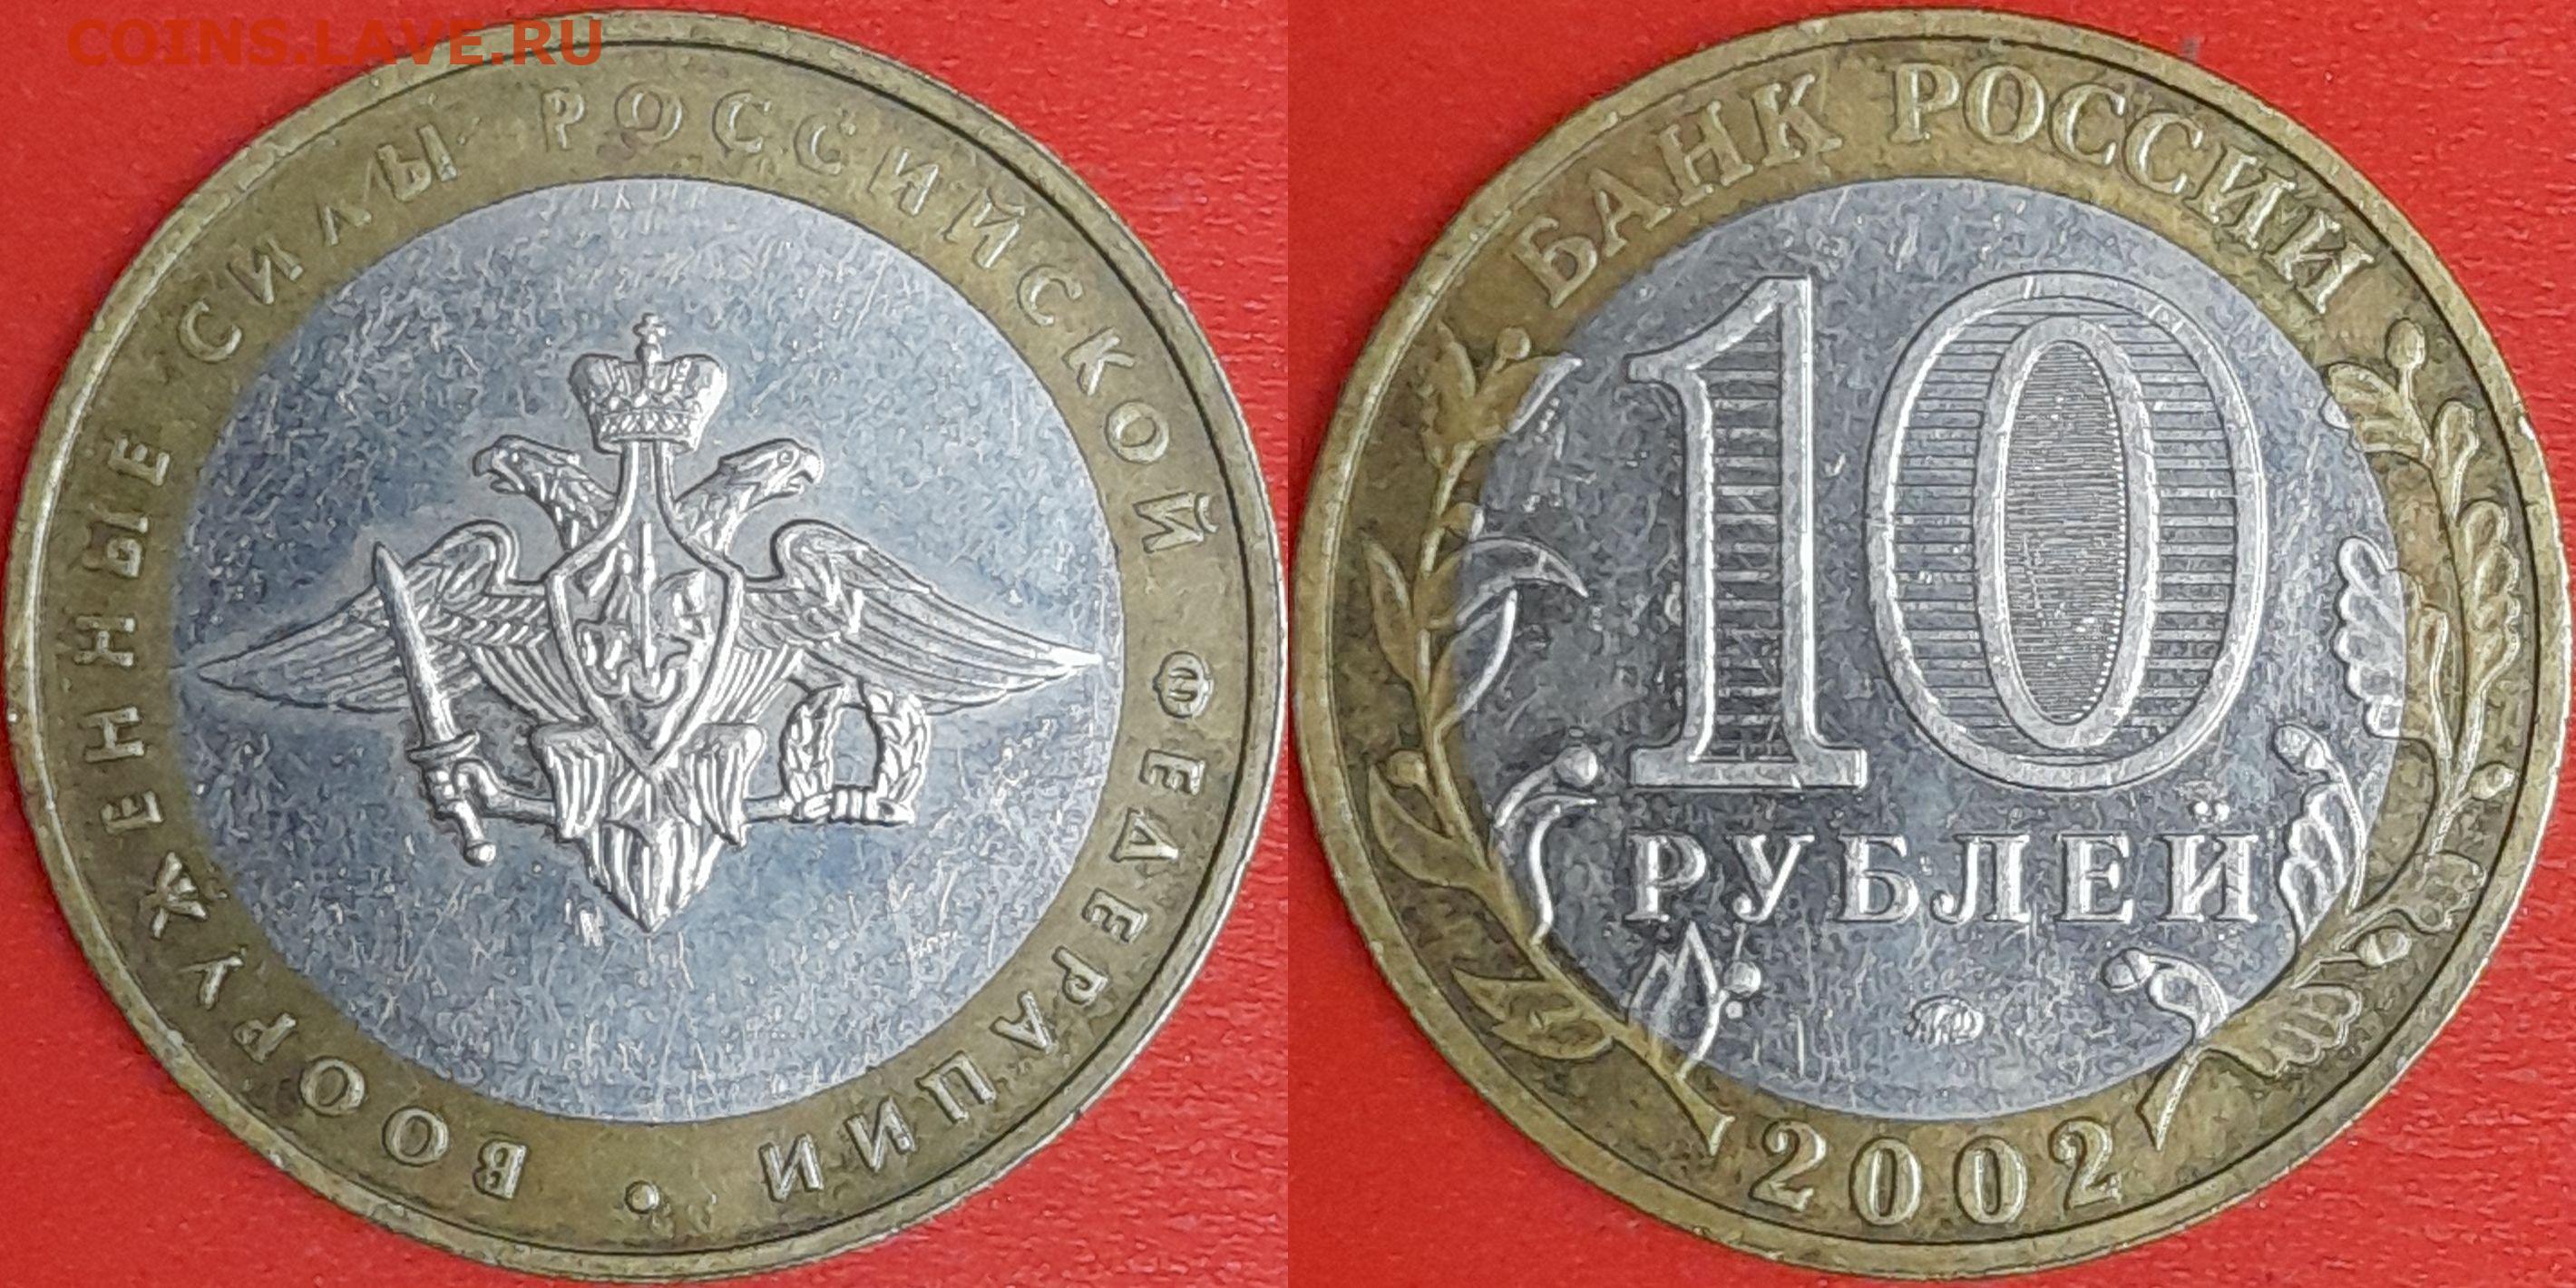 COINS.LAVE.RU
ВООРУЖЕННЫЕ СИЛЫ РОССИЙСКОЙ ФЕДЕРАЦИИ •
БАНК РОССИИ
10
РУБЛЕЙ
2002